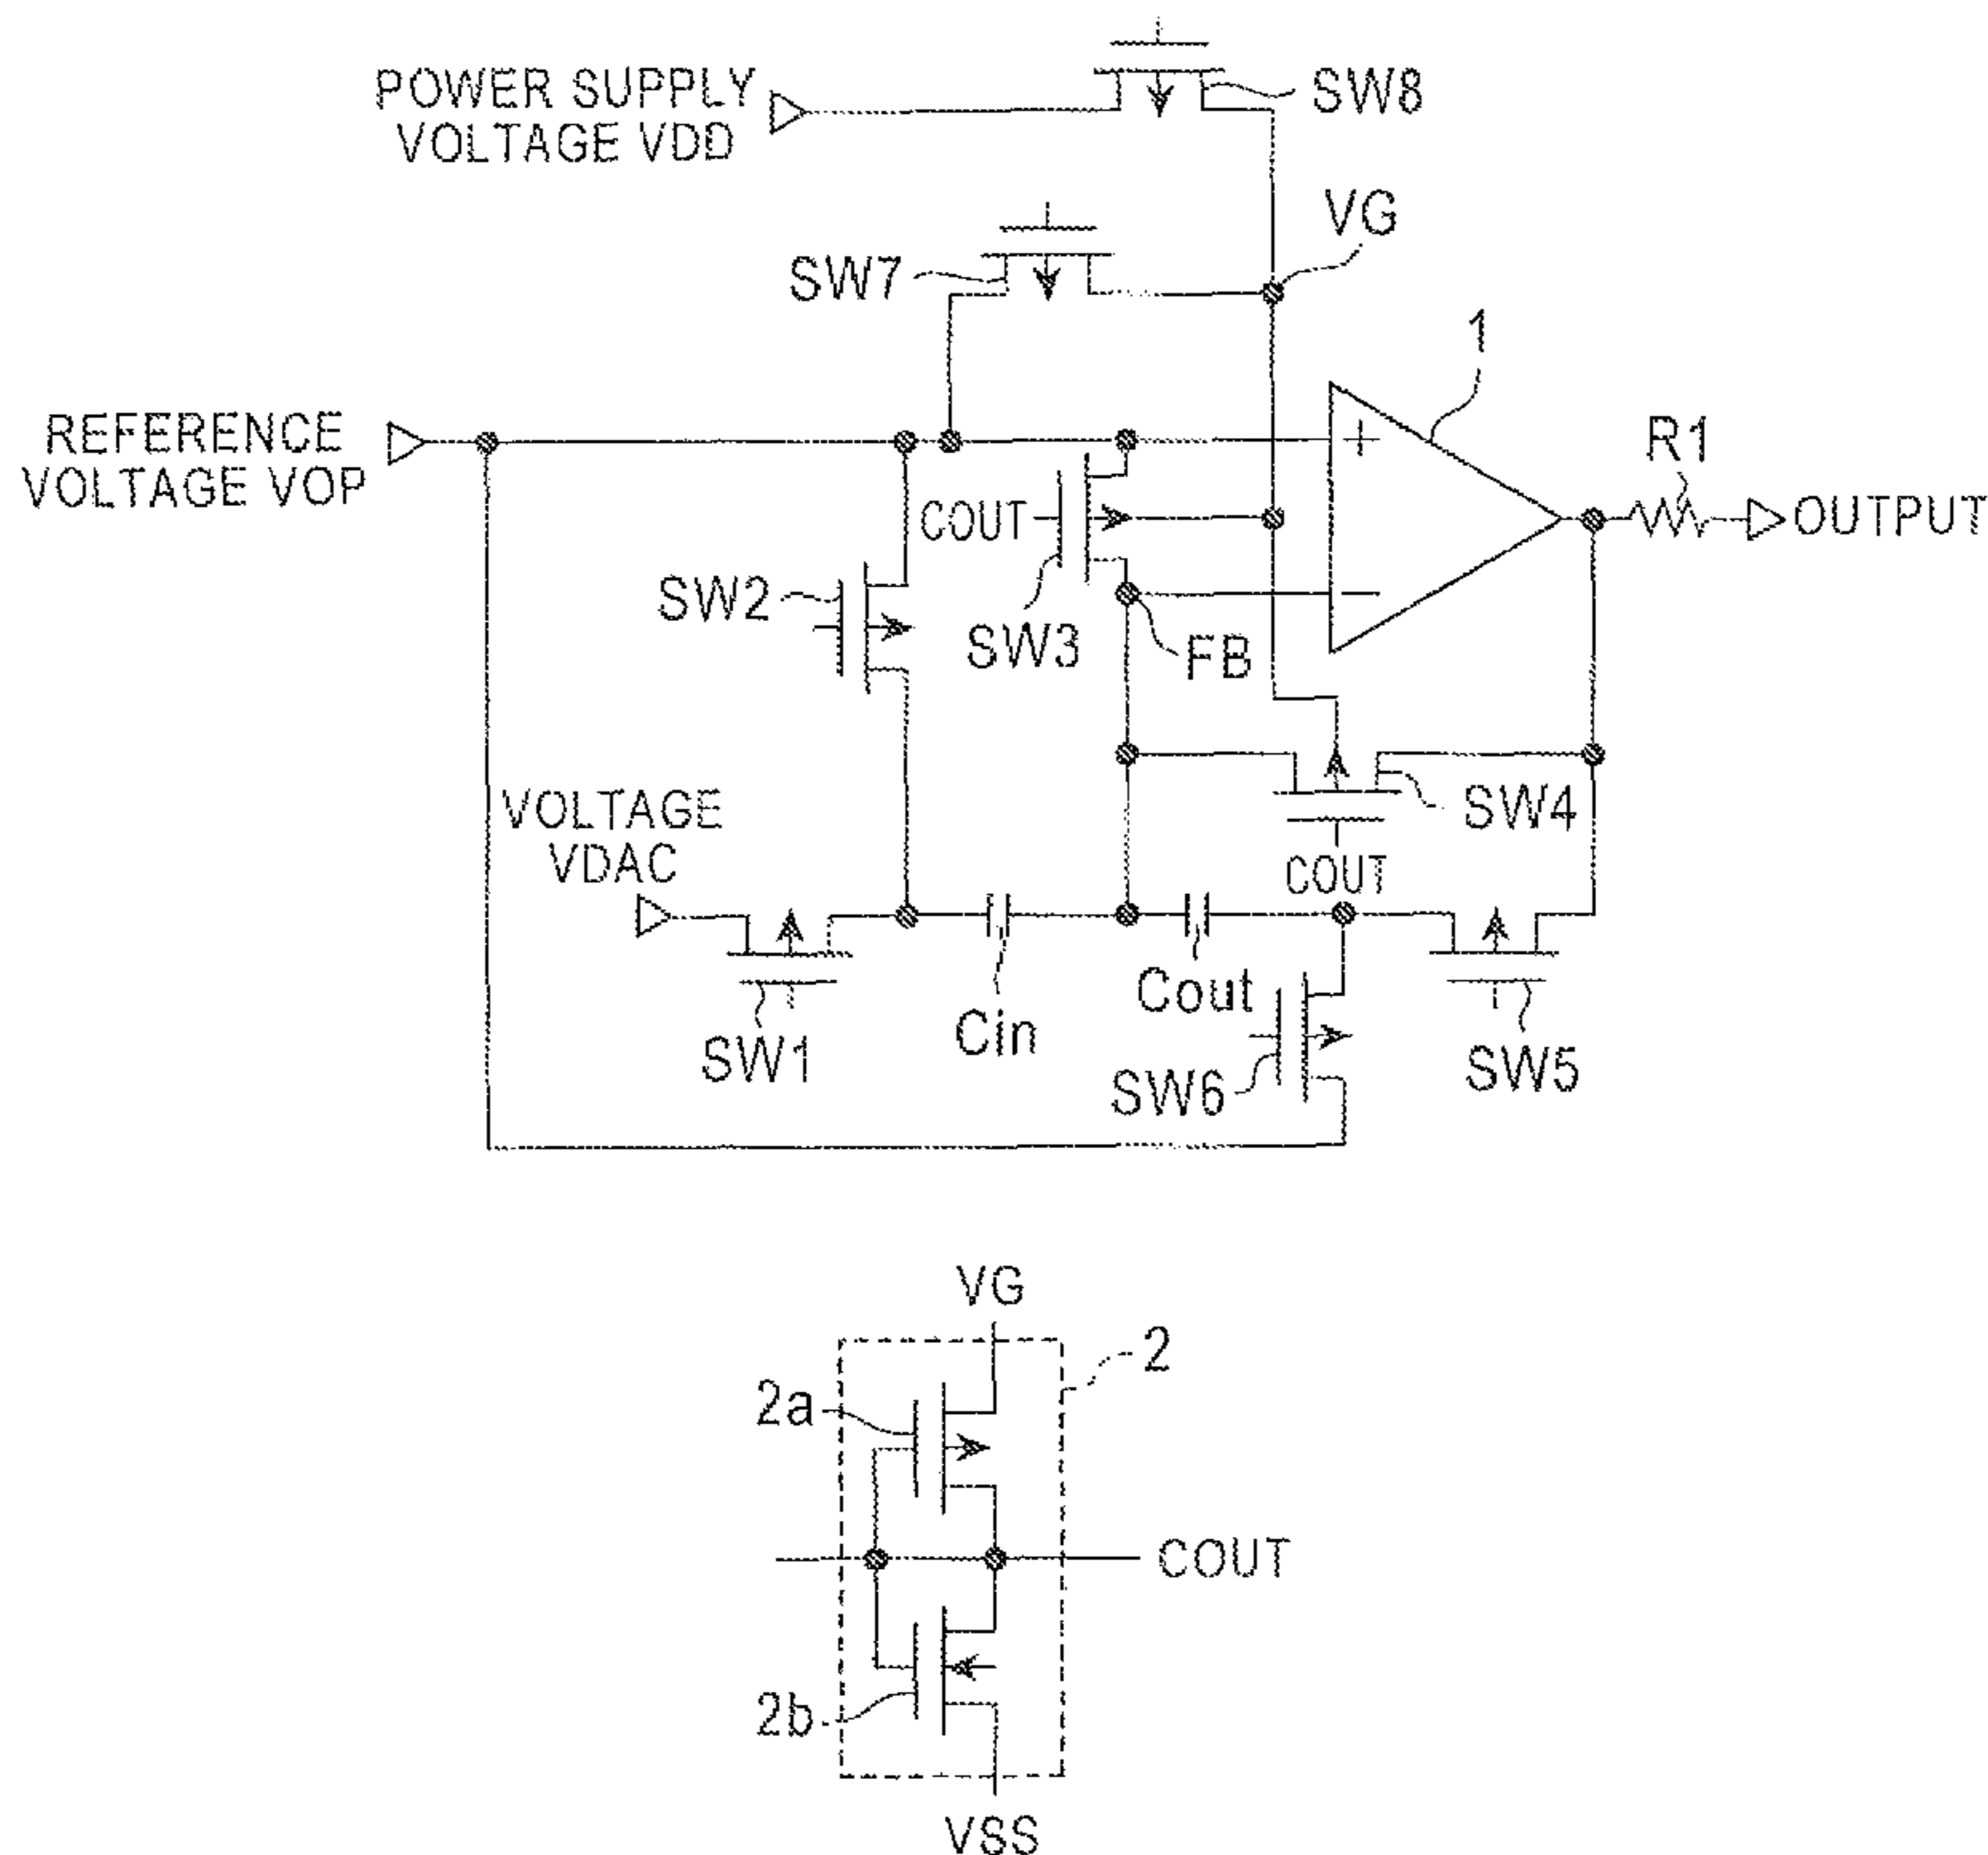 POWER SUPPLY
VOLTAGE VDD
SW8
VG
SW7
1
REFERENCE
VOLTAGE VOP
+
R1
COUT
OUTPUT
SW2
SW3
FB
−
VOLTAGE
VDAC
SW4
COUT
Cout
Cin
SW1
SW6
SW5
VG
2
2a
COUT
2b
VSS